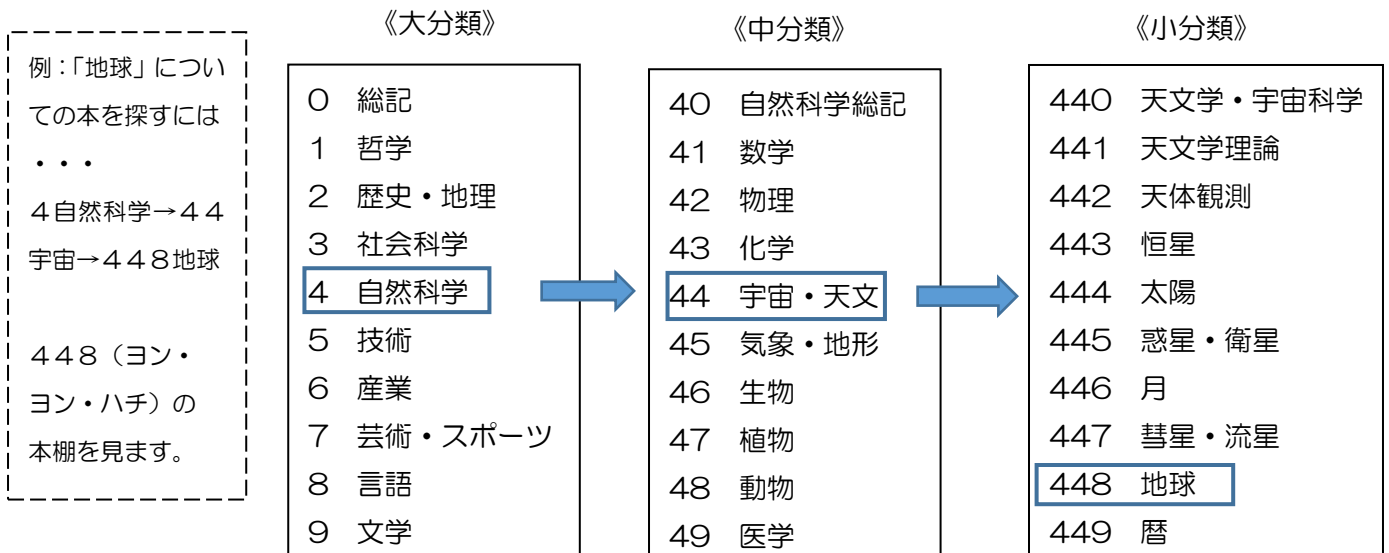 《大分類》
《中分類》
《小分類》
例：「地球」につい
ての本を探すには
・・・
４自然科学→４４
宇宙→４４８地球
４４８（ヨン・
ヨン・ハチ）の
本棚を見ます。
０ 総記
１ 哲学
２ 歴史・地理
３ 社会科学
４ 自然科学
５ 技術
６ 産業
７ 芸術・スポーツ
８ 言語
９ 文学
４０ 自然科学総記
４１ 数学
４２ 物理
４３ 化学
４４ 宇宙・天文
４５ 気象・地形
４６ 生物
４７ 植物
４８ 動物
４９ 医学
４４０ 天文学・宇宙科学
４４１ 天文学理論
４４２ 天体観測
４４３ 恒星
４４４ 太陽
４４５ 惑星・衛星
４４６ 月
４４７ 彗星・流星
４４８ 地球
４４９ 暦